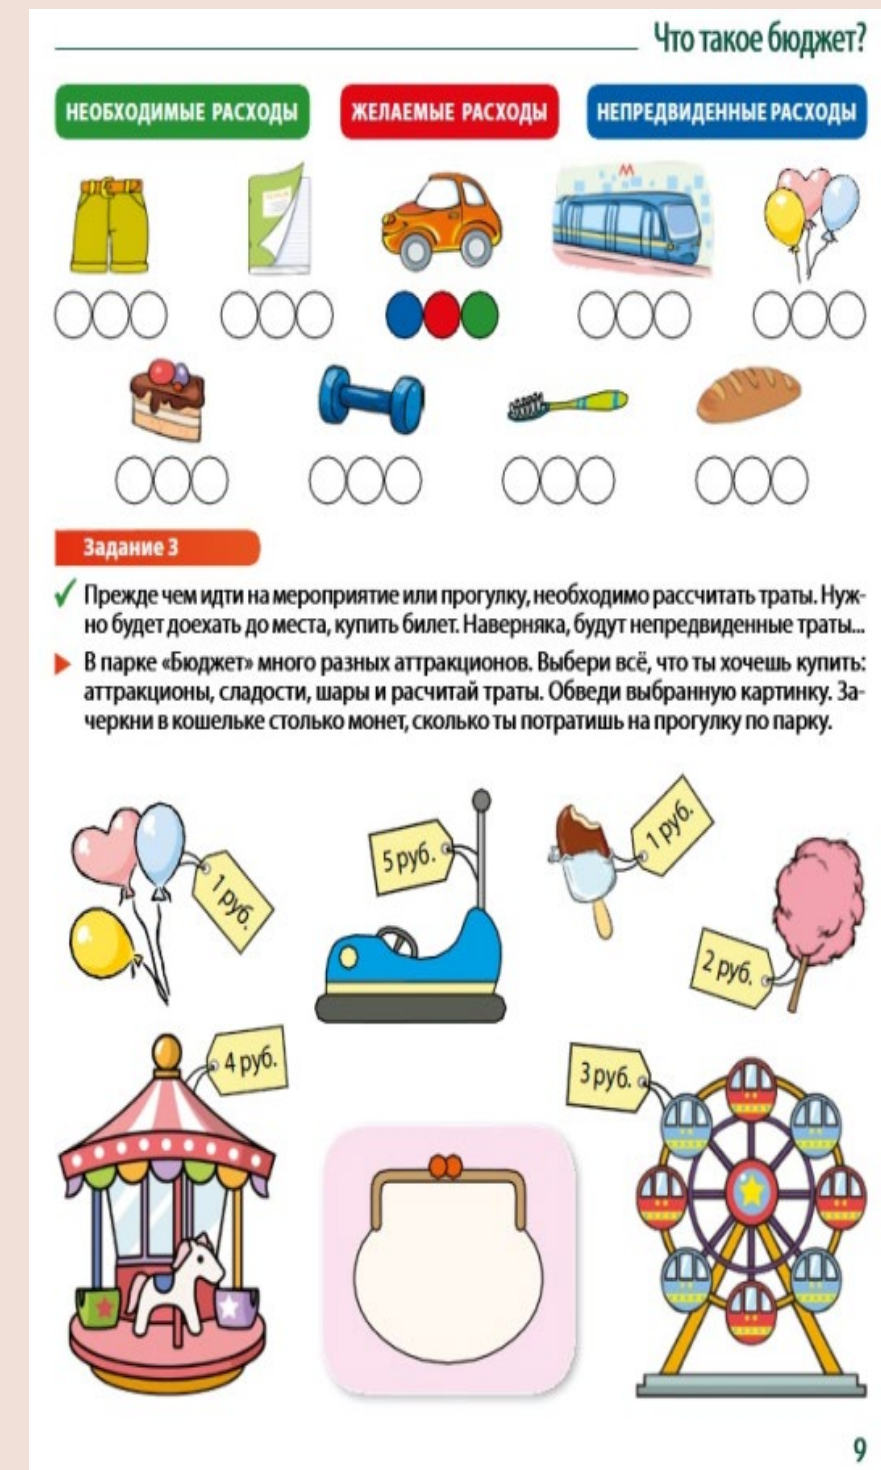 Что такое бюджет?
НЕОБХОДИМЫЕ РАСХОДЫ
ЖЕЛАЕМЫЕ РАСХОДЫ
НЕПРЕДВИДЕННЫЕ РАСХОДЫ
М
Задание 3
Прежде чем идти на мероприятие или прогулку, необходимо рассчитать траты. Нуж-
но будет доехать до места, купить билет. Наверняка, будут непредвиденные траты...
В парке «Бюджет» много разных аттракционов. Выбери всё, что ты хочешь купить:
аттракционы, сладости, шары и расчитай траты. Обведи выбранную картинку. За-
черкни в кошельке столько монет, сколько ты потратишь на прогулку по парку.
1 руб.
5 руб.
1 руб.
2 руб.
4 руб.
3 руб.
9